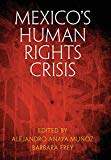 MEXICO'S
HUMAN
RIGHTS
CRISIS
EDITED BY
ALEJANDRO ANAYA MUÑOZ
BARBARA FREY